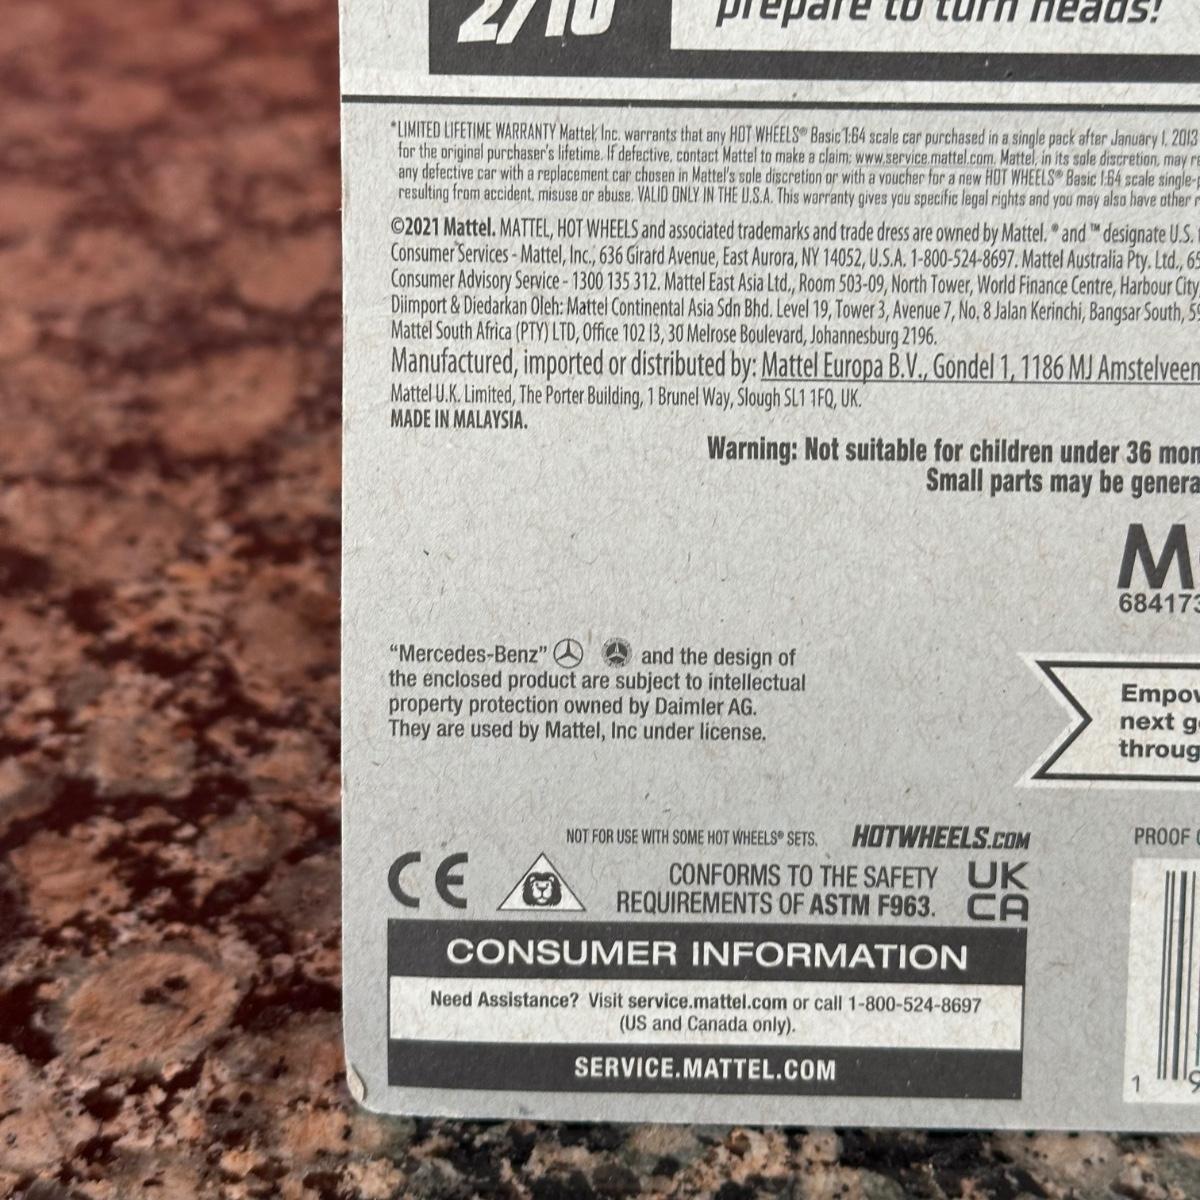 2/10
prepare to turn heads!
*LIMITED LIFETIME WARRANTY Mattel, Inc. warrants that any HOT WHEELS® Basic 1:64 scale car purchased in a single pack after January 1, 2013
for the original purchaser's lifetime. If defective, contact Mattel to make a claim: www.service.mattel.com. Mattel, in its sole discretion, may
any defective car with a replacement car chosen in Mattel's sole discretion or with a voucher for a new HOT WHEELS® Basic 1:64 scale single-
resulting from accident, misuse or abuse. VALID ONLY IN THE U.S.A. This warranty gives you specific legal rights and you may also have other
©2021 Mattel. MATTEL, HOT WHEELS and associated trademarks and trade dress are owned by Mattel. ® and ™ designate U.S.
Consumer Services - Mattel, Inc., 636 Girard Avenue, East Aurora, NY 14052, U.S.A. 1-800-524-8697. Mattel Australia Pty. Ltd.,
Consumer Advisory Service - 1300 135 312. Mattel East Asia Ltd., Room 503-09, North Tower, World Finance Centre, Harbour City,
Diimport & Diedarkan Oleh: Mattel Continental Asia Sdn Bhd. Level 19, Tower 3, Avenue 7, No. 8 Jalan Kerinchi, Bangsar South,
Mattel South Africa (PTY) LTD, Office 102 I3, 30 Melrose Boulevard, Johannesburg 2196.
Manufactured, imported or distributed by: Mattel Europa B.V., Gondel 1, 1186 MJ Amstelveen
Mattel U.K. Limited, The Porter Building, 1 Brunel Way, Slough SL1 1FQ, UK.
MADE IN MALAYSIA.
Warning: Not suitable for children under 36 mon
Small parts may be genera
M
684173
"Mercedes-Benz" and the design of
the enclosed product are subject to intellectual
property protection owned by Daimler AG.
They are used by Mattel, Inc under license.
Empow
next g
throug
NOT FOR USE WITH SOME HOT WHEELS® SETS. HOTWHEELS.COM
PROOF
CE
CONFORMS TO THE SAFETY
REQUIREMENTS OF ASTM F963.
UK
CA
CONSUMER INFORMATION
Need Assistance? Visit service.mattel.com or call 1-800-524-8697
(US and Canada only).
SERVICE.MATTEL.COM
1 9